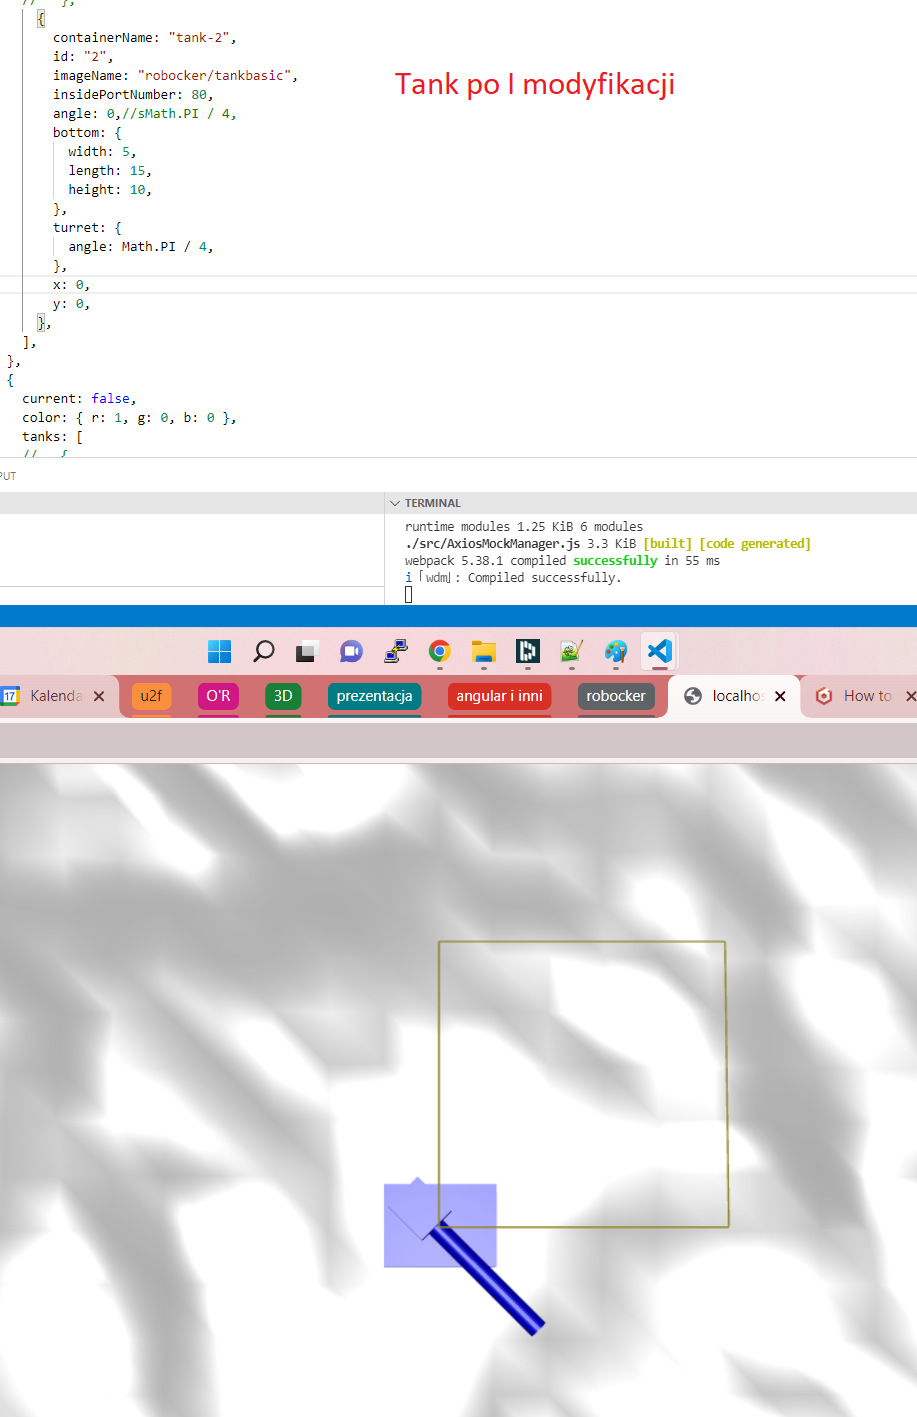 //   },
{
containerName: "tank-2",
id: "2",
imageName: "robocker/tankbasic",
insidePortNumber: 80,
angle: 0,//sMath.PI / 4,
bottom: {
width: 5,
length: 15,
height: 10,
},
turret: {
angle: Math.PI / 4,
},
x: 0,
y: 0,
},
],
},
{
current: false,
color: { r: 1, g: 0, b: 0 },
tanks: [
//   {
Tank po I modyfikacji
PUT
TERMINAL
runtime modules 1.25 KiB 6 modules
./src/AxiosMockManager.js 3.3 KiB [built] [code generated]
webpack 5.38.1 compiled successfully in 55 ms
i ｢wdm｣: Compiled successfully.
17 Kalenda u2f O'R 3D prezentacja angular i inni robocker localhos How to